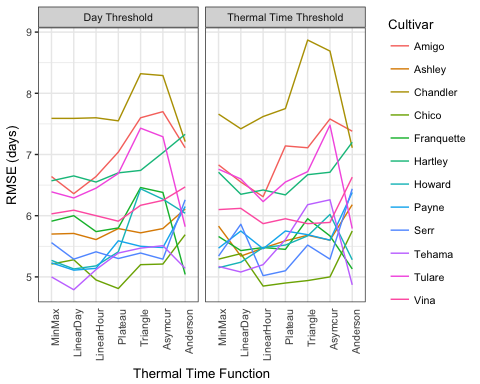 Day Threshold
Thermal Time Threshold
RMSE (days)
9
8
7
6
5
MinMax
LinearDay
LinearHour
Plateau
Triangle
Asymcur
Anderson
MinMax
LinearDay
LinearHour
Plateau
Triangle
Asymcur
Anderson
Thermal Time Function
Cultivar
Amigo
Ashley
Chandler
Chico
Franquette
Hartley
Howard
Payne
Serr
Tehama
Tulare
Vina